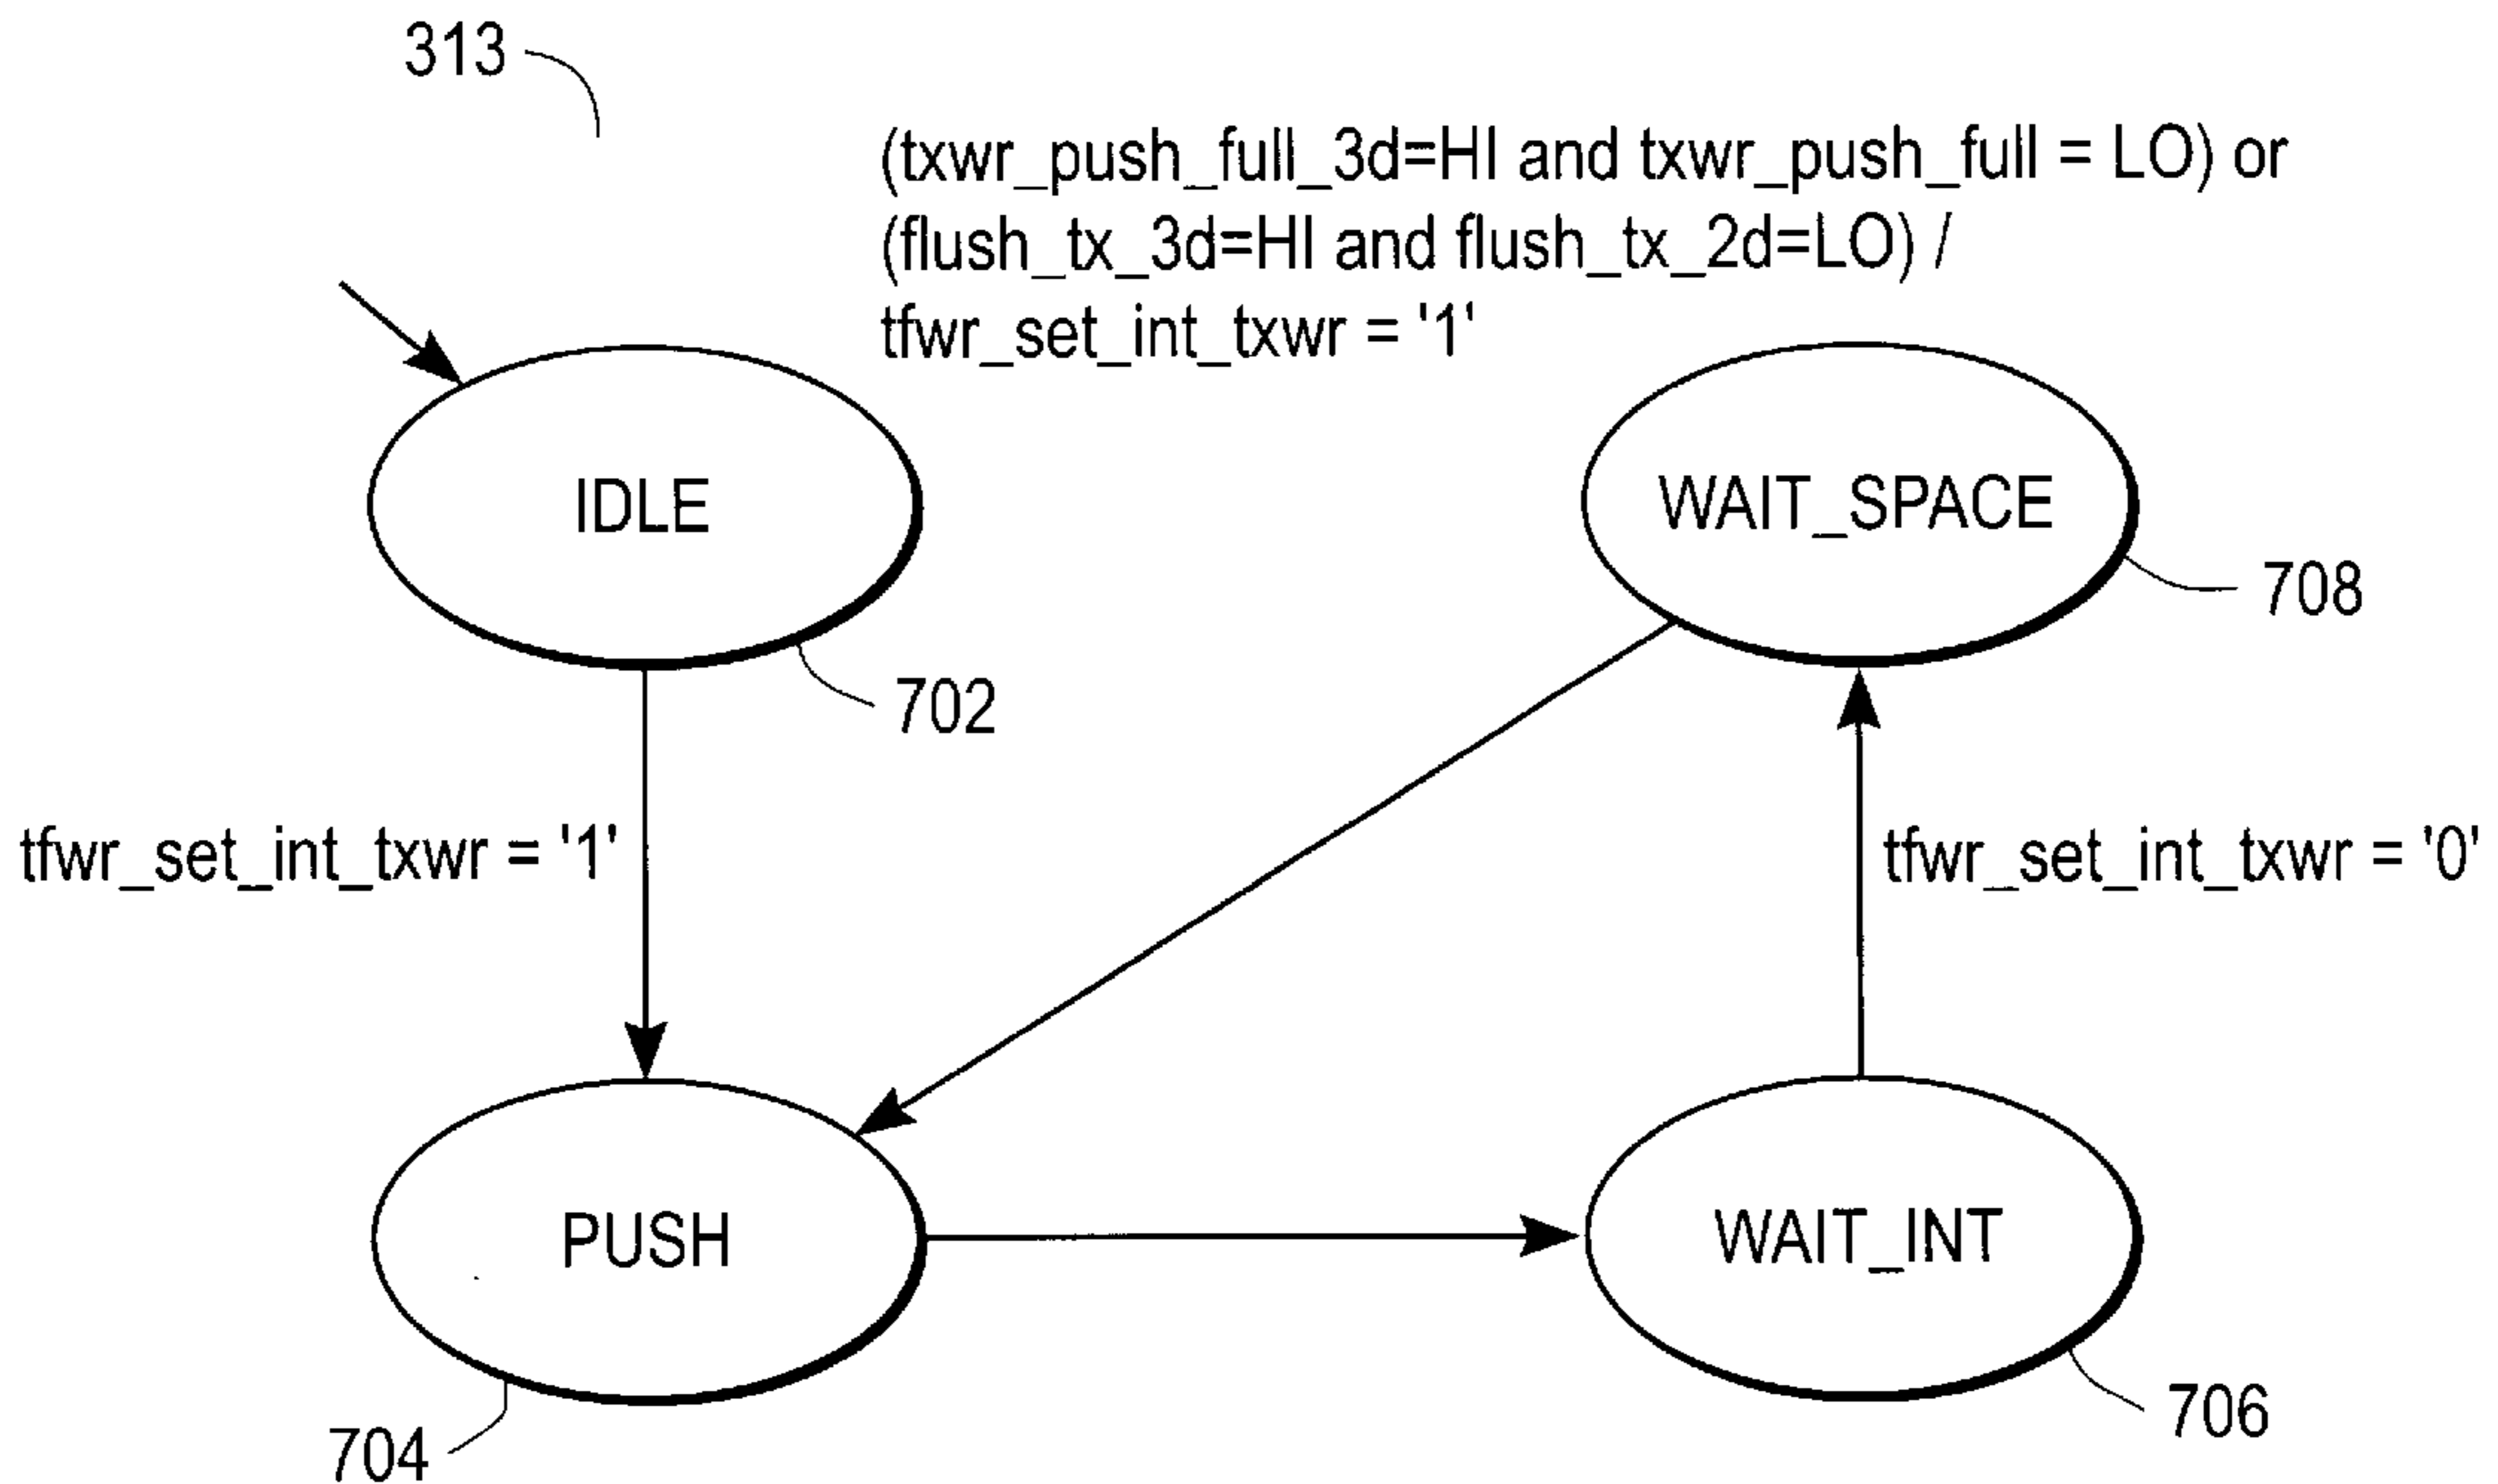 313
(txwr_push_full_3d=HI and txwr_push_full = LO) or
(flush_tx_3d=HI and flush_tx_2d=LO) /
tfwr_set_int_txwr = '1'
IDLE
WAIT_SPACE
708
702
tfwr_set_int_txwr = '1'
tfwr_set_int_txwr = '0'
PUSH
WAIT_INT
706
704